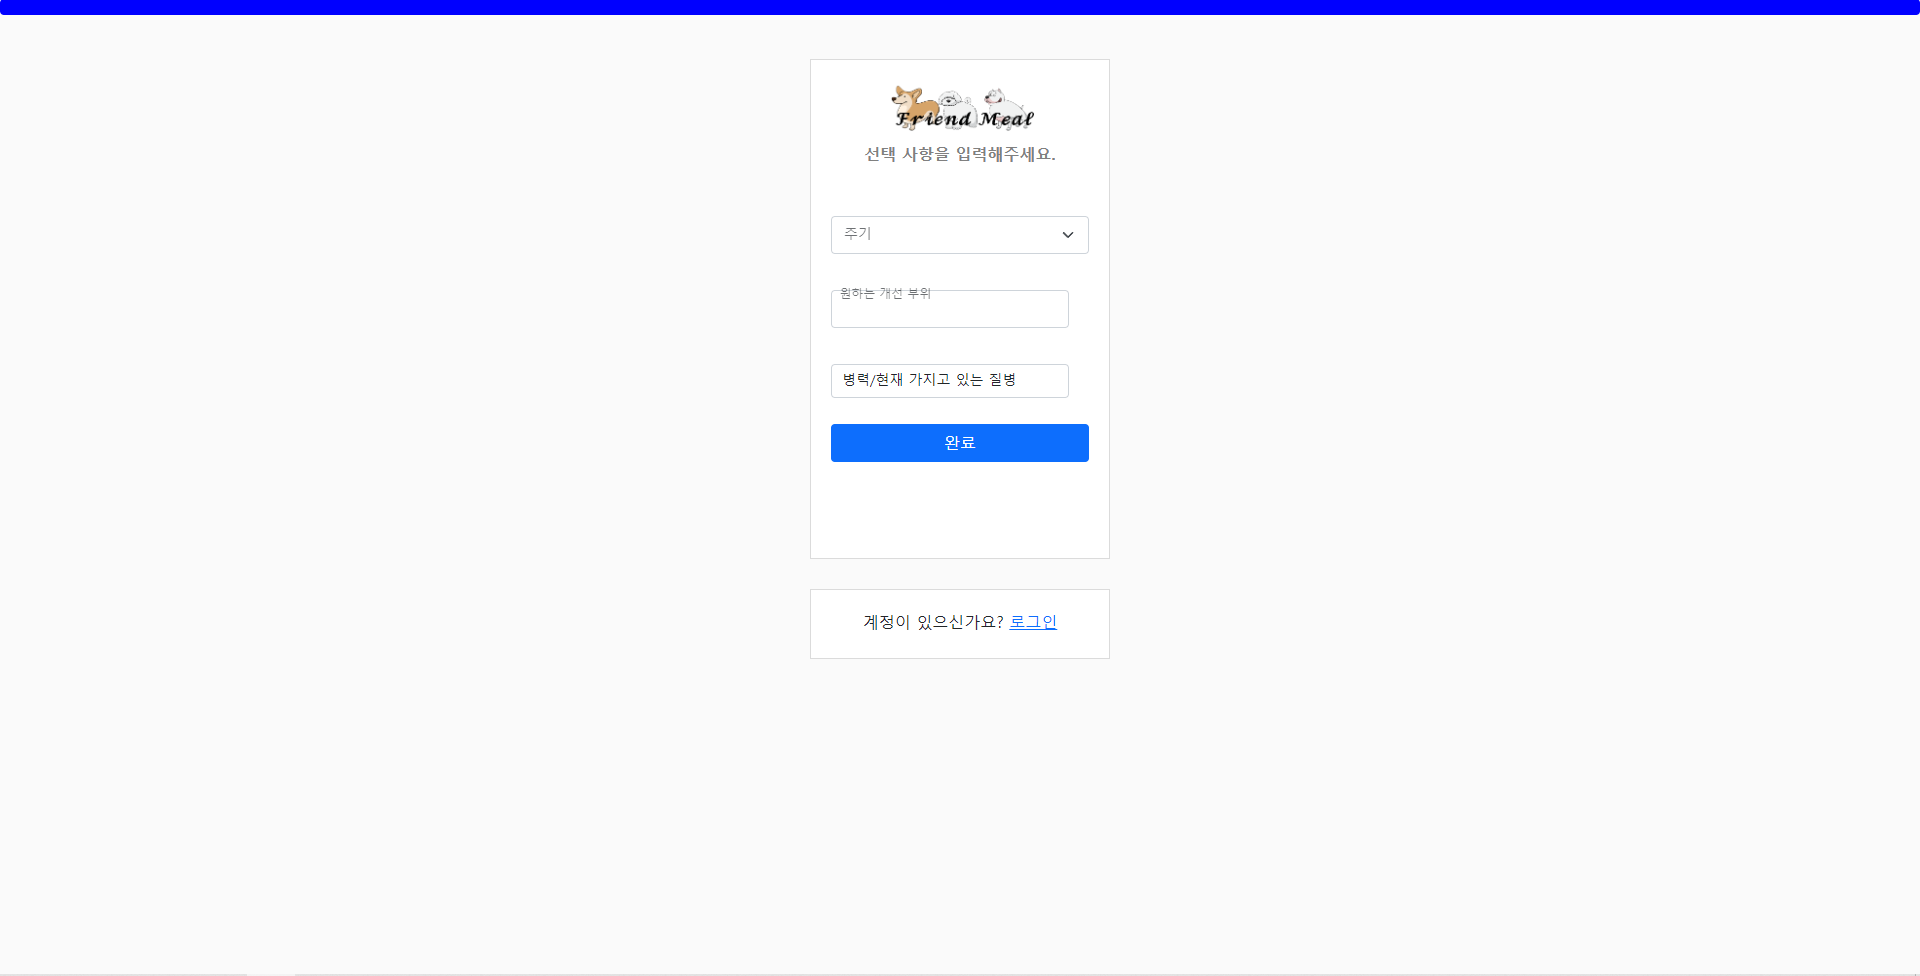 Friend Meal
선택 사항을 입력해주세요.
주기
원하는 개선 부위
병력/현재 가지고 있는 질병
완료
계정이 있으신가요? 로그인